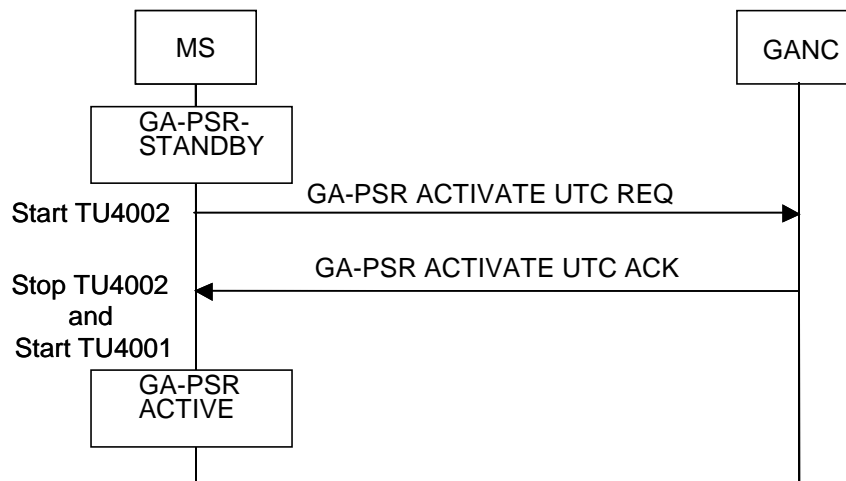 MS
GANC
GA-PSR-
STANDBY
GA-PSR ACTIVATE UTC REQ
Start TU4002
GA-PSR ACTIVATE UTC ACK
Stop TU4002
and
Start TU4001
GA-PSR
ACTIVE